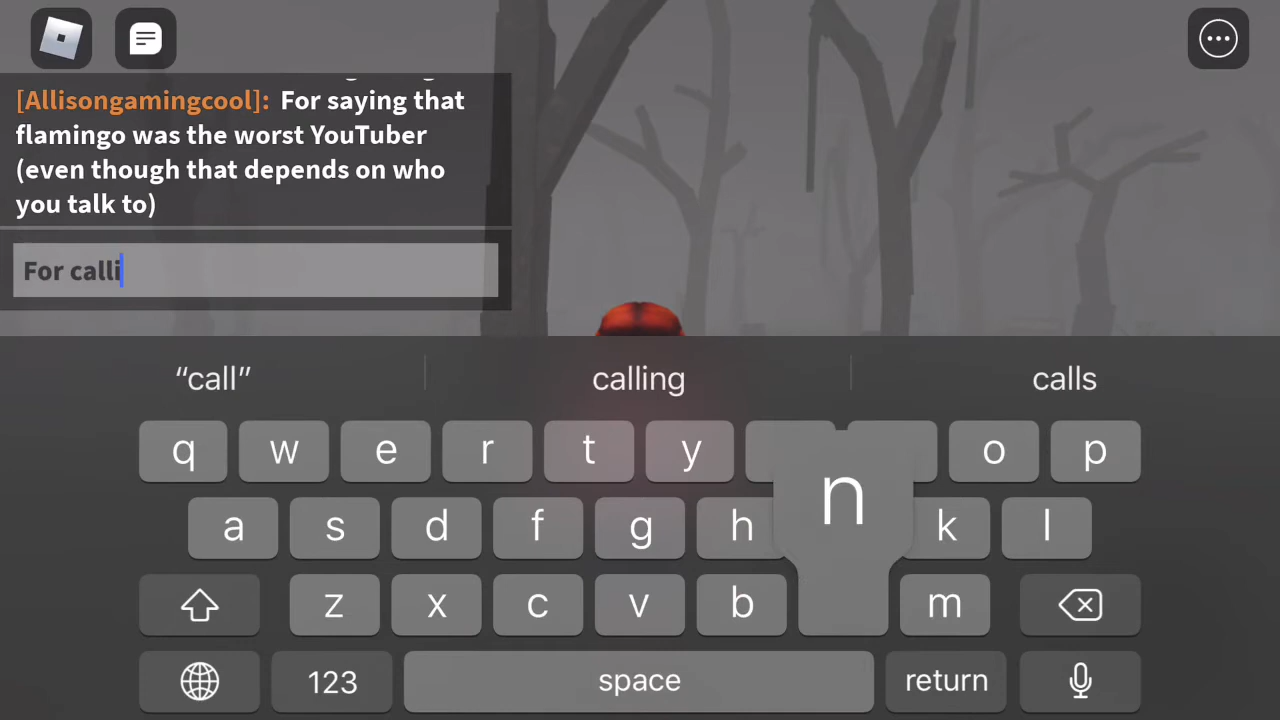 [Allisongamingcool]: For saying that
flamingo was the worst YouTuber
(even though that depends on who
you talk to)
For calli
“call” calling calls
q w e r t y o p
a s d f g h k l
n
z x c v b m
123 space return